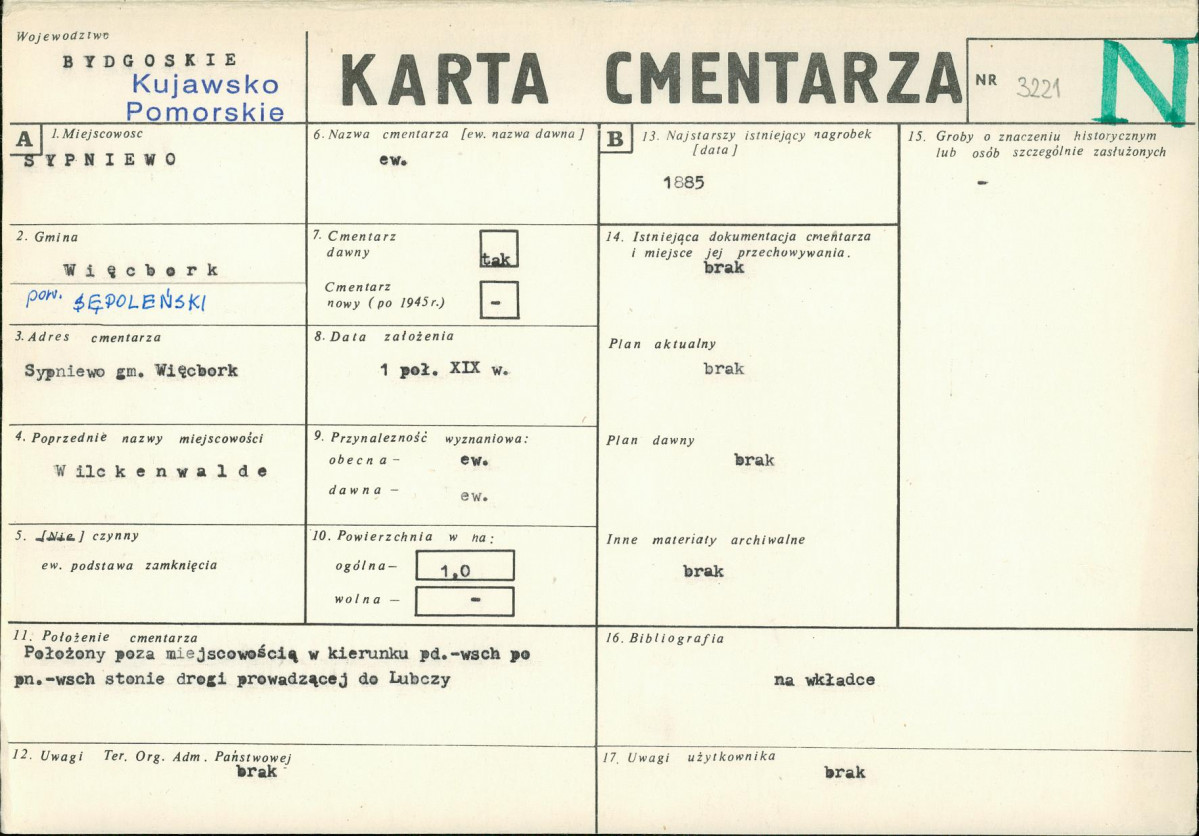 Województwo
BYDGOSKIE
Kujawsko
Pomorskie
KARTA CMENTARZA
NR 3221
N
A 1. Miejscowosc
SYPNIEWO
2. Gmina
Więcbork
pow. SĘPOLEŃSKI
3. Adres cmentarza
Sypniewo gm. Więcbork
4. Poprzednie nazwy miejscowości
Wilckenwalde
5. [Nie] czynny
ew. podstawa zamknięcia
6. Nazwa cmentarza [ew. nazwa dawna]
ew.
7. Cmentarz
dawny tak
Cmentarz
nowy (po 1945r.) -
8. Data założenia
1 poł. XIX w.
9. Przynależność wyznaniowa:
obecna – ew.
dawna – ew.
10. Powierzchnia w ha:
ogólna – 1,0
wolna – -
11. Położenie cmentarza
Położony poza miejscowością w kierunku pd.-wsch po
pn.-wsch stonie drogi prowadzącej do Lubczy
12. Uwagi Ter. Org. Adm. Państwowej
brak
B 13. Najstarszy istniejący nagrobek
[data]
1885
14. Istniejąca dokumentacja cmentarza
i miejsce jej przechowywania.
brak
Plan aktualny
brak
Plan dawny
brak
Inne materiały archiwalne
brak
15. Groby o znaczeniu historycznym
lub osób szczególnie zasłużonych
-
16. Bibliografia
na wkładce
17. Uwagi użytkownika
brak